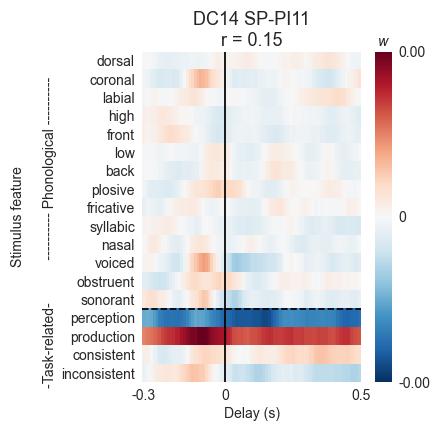 DC14 SP-PI11
r = 0.15
w
dorsal
coronal
labial
high
front
low
back
plosive
fricative
syllabic
nasal
voiced
obstruent
sonorant
perception
production
consistent
inconsistent
Stimulus feature
----------- Phonological ----------
-Task-related-
0.00
0
-0.00
-0.3
0
0.5
Delay (s)